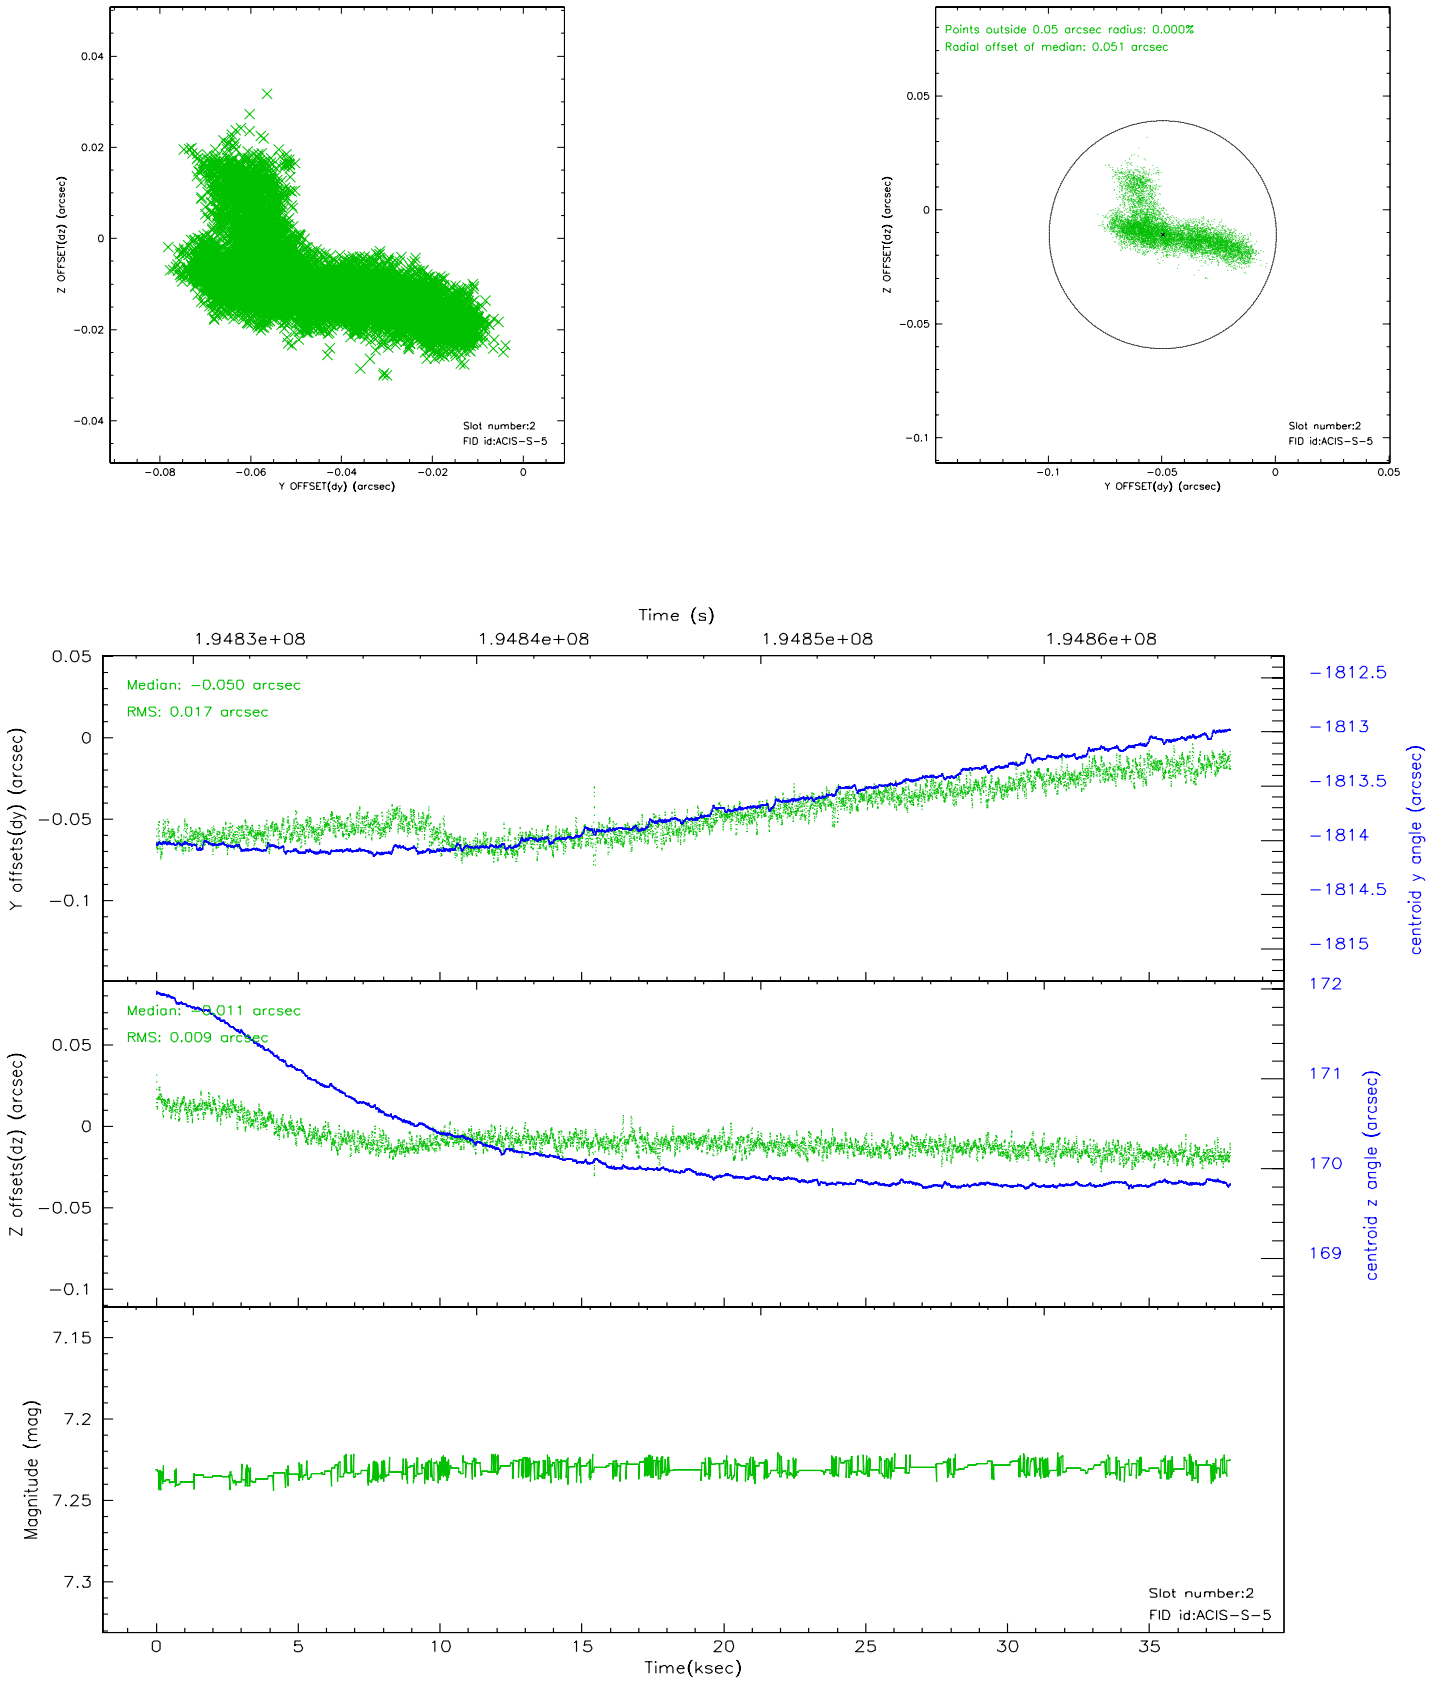 0.04
0.02
0
−0.02
−0.04
Z OFFSET(dz) (arcsec)
−0.08 −0.06 −0.04 −0.02 0
Y OFFSET(dy) (arcsec)
Slot number:2
FID id:ACIS−S−5
Points outside 0.05 arcsec radius: 0.000%
Radial offset of median: 0.051 arcsec
0.05
0
−0.05
−0.1
Z OFFSET(dz) (arcsec)
−0.1 −0.05 0 0.05
Y OFFSET(dy) (arcsec)
Slot number:2
FID id:ACIS−S−5
Time (s)
1.9483e+08 1.9484e+08 1.9485e+08 1.9486e+08
Median: −0.050 arcsec
RMS: 0.017 arcsec
0.05
0
−0.05
−0.1
Y offsets(dy) (arcsec)
−1812.5
−1813
−1813.5
−1814
−1814.5
−1815
centroid y angle (arcsec)
Median: −0.011 arcsec
RMS: 0.009 arcsec
0.05
0
−0.05
−0.1
Z offsets(dz) (arcsec)
172
171
170
169
centroid z angle (arcsec)
7.15
7.2
7.25
7.3
Magnitude (mag)
Slot number:2
FID id:ACIS−S−5
0 5 10 15 20 25 30 35
Time(ksec)